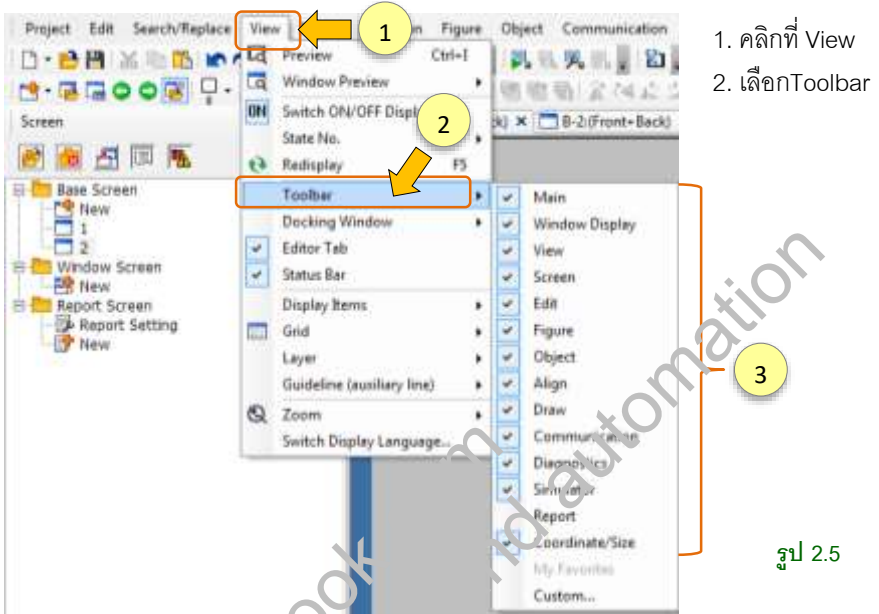 Project Edit Search/Replace View Figure Object Communication
1
1. คลิกที่ View
2. เลือกToolbar
Preview Ctrl+I
Window Preview
Switch ON/OFF
2
State No.
Redisplay F5
Toolbar
Docking Window
Editor Tab
Status Bar
Display Items
Grid
Layer
Guideline (auxiliary line)
Zoom
Switch Display Language...
B-2:(Front+Back)
Screen
Base Screen
New
1
2
Window Screen
New
Report Screen
Report Setting
New
Main
Window Display
View
Screen
Edit
Figure
Object
Align
Draw
Communication
Diagnostics
Simulator
Report
Coordinate/Size
My Favorites
Custom...
3
รูป 2.5
and automation